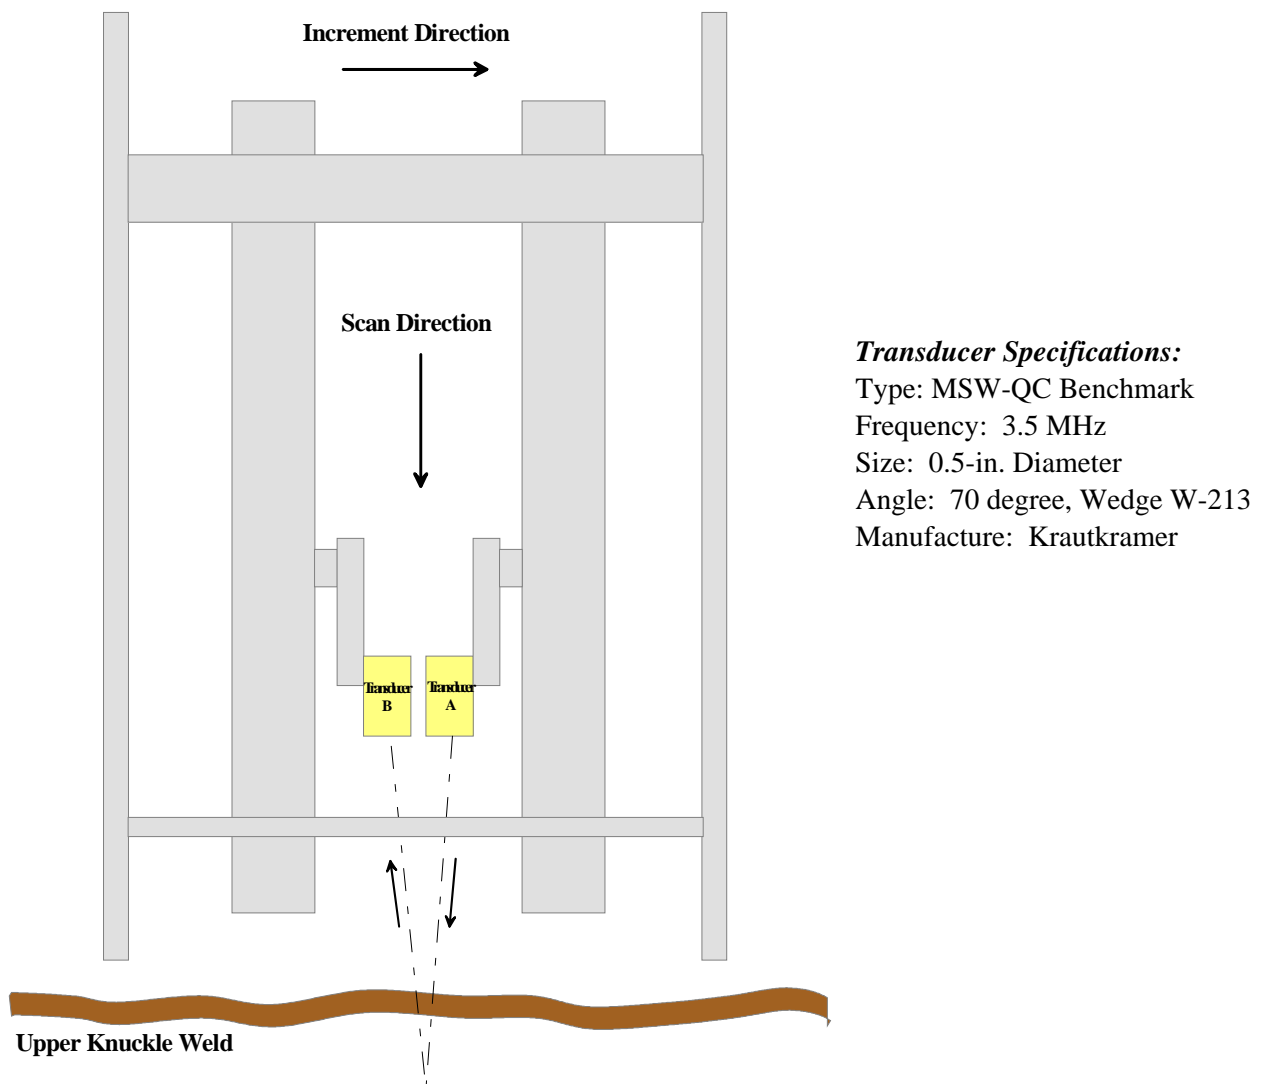 Increment Direction
Scan Direction
Transducer Specifications:
Type: MSW-QC Benchmark
Frequency: 3.5 MHz
Size: 0.5-in. Diameter
Angle: 70 degree, Wedge W-213
Manufacture: Krautkramer
Transducer
B
Transducer
A
Upper Knuckle Weld